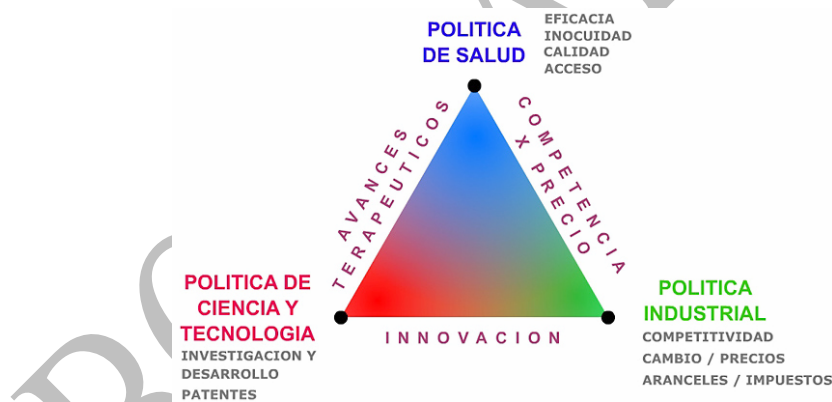 POLITICA
DE SALUD
EFICACIA
INOCUIDAD
CALIDAD
ACCESO
AVANCES
TERAPEUTICOS
COMPETENCIA
X PRECIO
POLITICA DE
CIENCIA Y
TECNOLOGIA
INVESTIGACION Y
DESARROLLO
PATENTES
INNOVACION
POLITICA
INDUSTRIAL
COMPETITIVIDAD
CAMBIO / PRECIOS
ARANCELES / IMPUESTOS